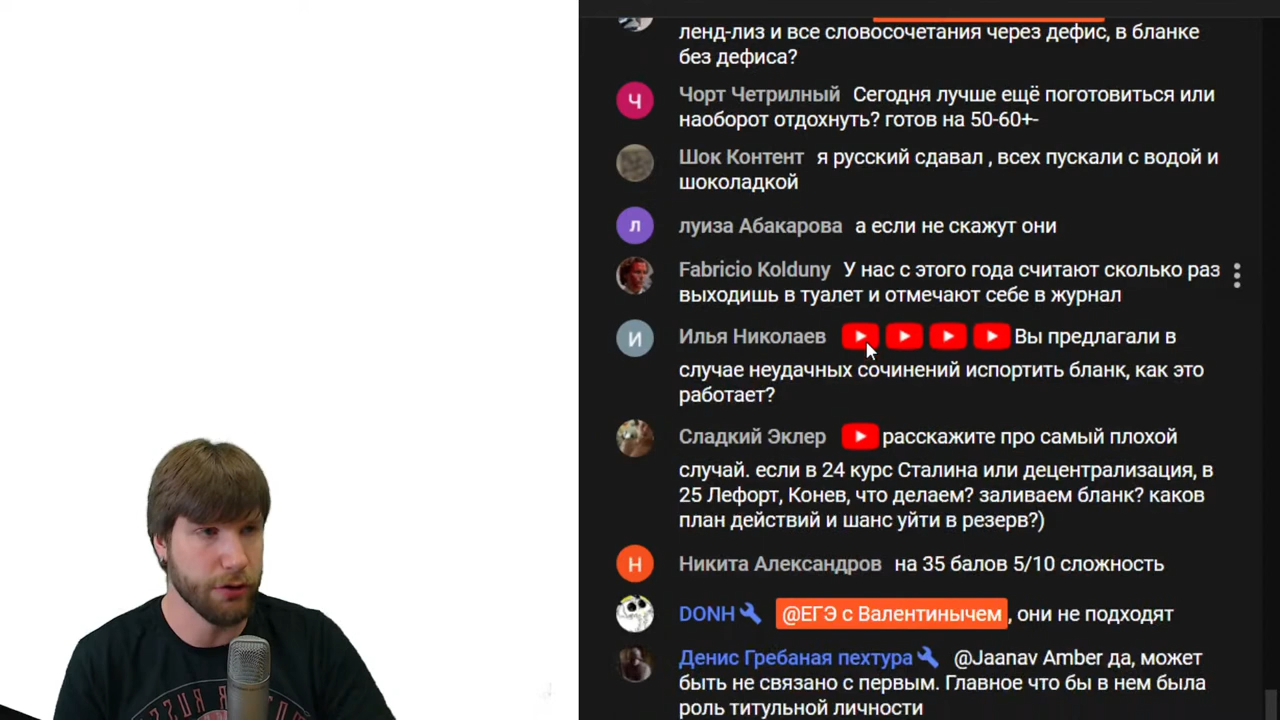 ленд-лиз и все словосочетания через дефис, в бланке
без дефиса?
Ч Чорт Четрилный Сегодня лучше ещё поготовиться или
наоборот отдохнуть? готов на 50-60+-
Шок Контент я русский сдавал , всех пускали с водой и
шоколадкой
л луиза Абакарова а если не скажут они
Fabricio Kolduny У нас с этого года считают сколько раз
выходишь в туалет и отмечают себе в журнал
И Илья Николаев Вы предлагали в
случае неудачных сочинений испортить бланк, как это
работает?
Сладкий Эклер расскажите про самый плохой
случай. если в 24 курс Сталина или децентрализация, в
25 Лефорт, Конев, что делаем? заливаем бланк? каков
план действий и шанс уйти в резерв?)
Н Никита Александров на 35 балов 5/10 сложность
DONH @ЕГЭ с Валентинычем , они не подходят
Денис Гребаная пехтура @Jaanav Amber да, может
быть не связано с первым. Главное что бы в нем была
роль титульной личности